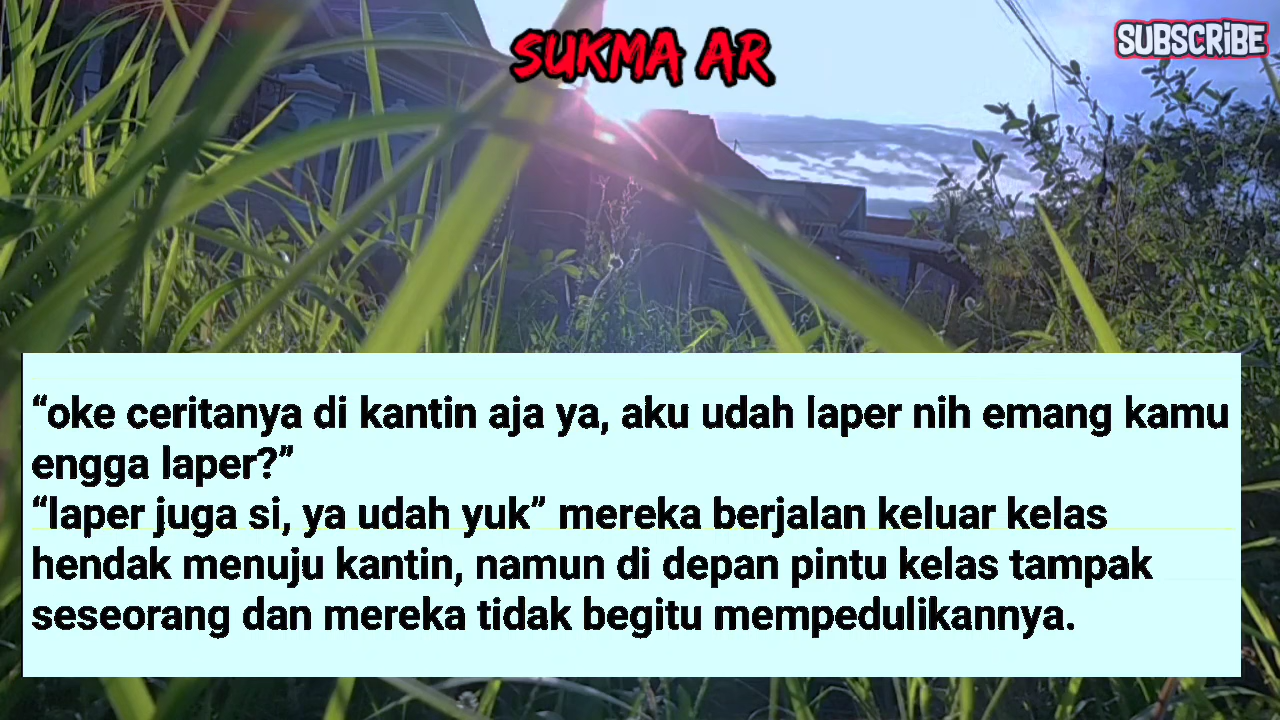 SUKMA AR
SUBSCRiBE
“oke ceritanya di kantin aja ya, aku udah laper nih emang kamu
engga laper?”
“laper juga si, ya udah yuk” mereka berjalan keluar kelas
hendak menuju kantin, namun di depan pintu kelas tampak
seseorang dan mereka tidak begitu mempedulikannya.